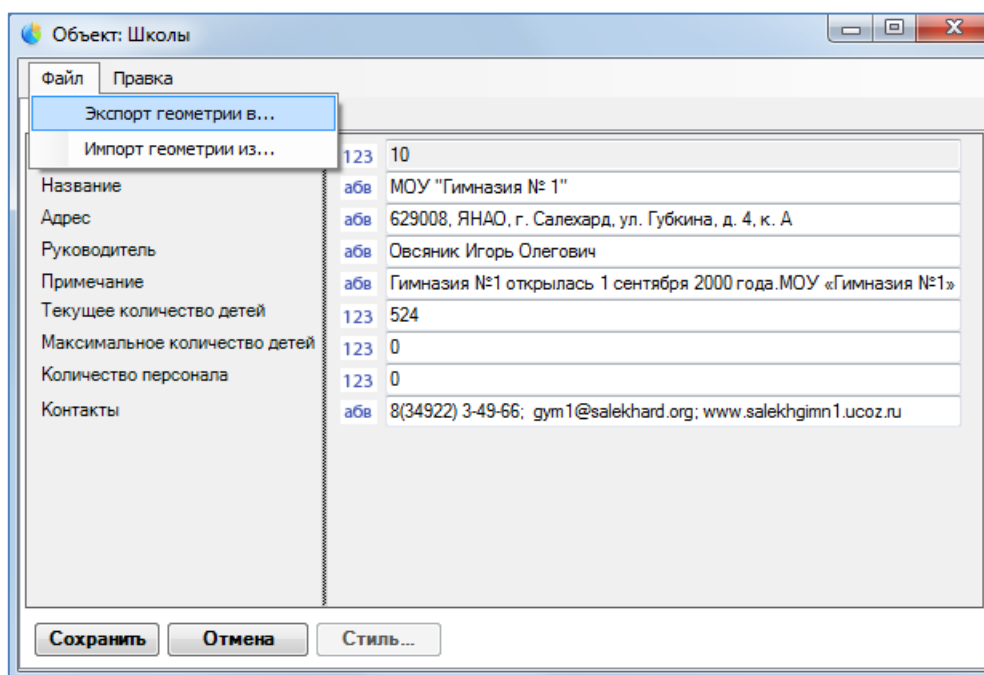 Объект: Школы
Файл Правка
Экспорт геометрии в...
Импорт геометрии из...
123 10
Название абв МОУ "Гимназия № 1"
Адрес абв 629008, ЯНАО, г. Салехард, ул. Губкина, д. 4, к. А
Руководитель абв Овсяник Игорь Олегович
Примечание абв Гимназия №1 открылась 1 сентября 2000 года.МОУ «Гимназия №1»
Текущее количество детей 123 524
Максимальное количество детей 123 0
Количество персонала 123 0
Контакты абв 8(34922) 3-49-66; gym1@salekhard.org; www.salekhgimn1.ucoz.ru
Сохранить Отмена Стиль...